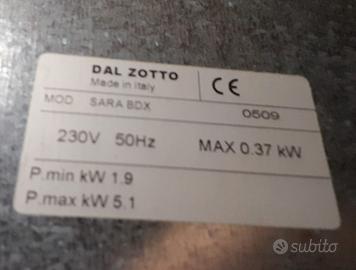 DAL ZOTTO
Made in Italy
CE
MOD SARA BDX
0509
230V 50Hz MAX 0.37 kW
P.min kW 1.9
P.max kW 5.1
subito